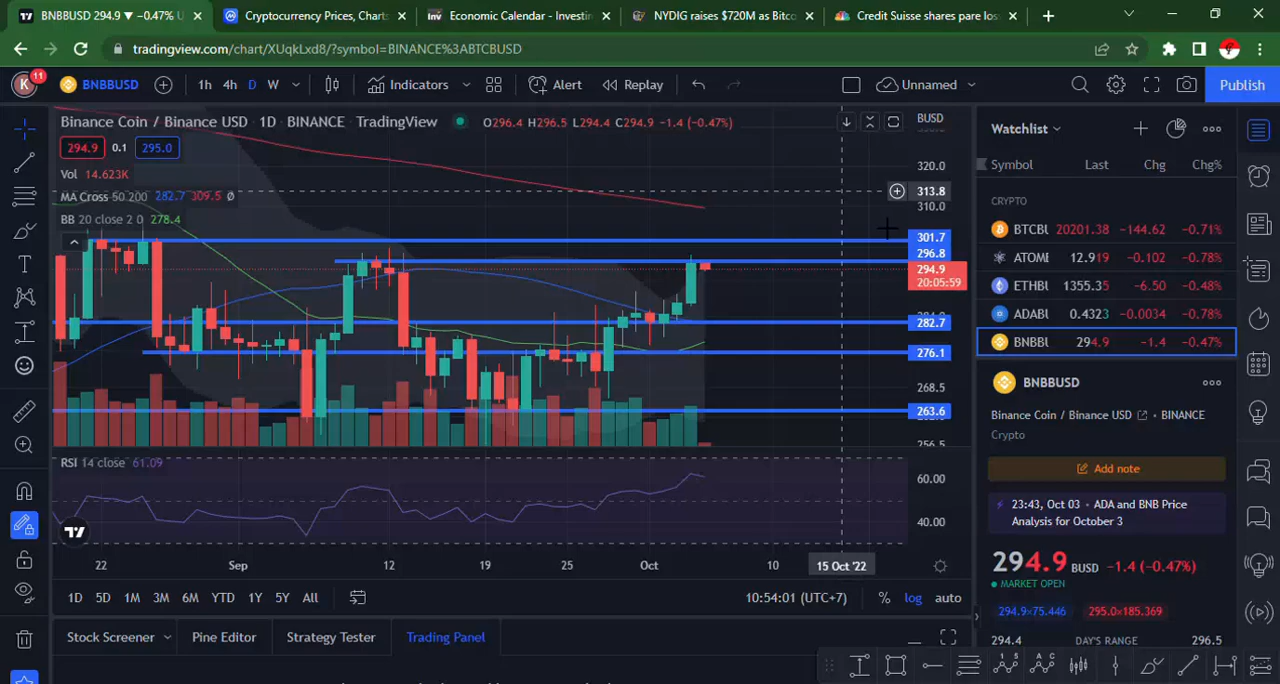 BNBBUSD 294.9 ▼ −0.47% U
Cryptocurrency Prices, Charts
Economic Calendar - Investin
NYDIG raises $720M as Bitco
Credit Suisse shares pare los
tradingview.com/chart/XUqkLxd8/?symbol=BINANCE%3ABTCBUSD
K 11 BNBBUSD 1h 4h D W Indicators Alert Replay Unnamed Publish
Binance Coin / Binance USD · 1D · BINANCE · TradingView O296.4 H296.5 L294.4 C294.9 −1.4 (−0.47%) BUSD
294.9 0.1 295.0
Vol 14.623K
MA Cross 50 200 282.7 309.5 Ø
BB 20 close 2 0 278.4
320.0
313.8
310.0
301.7
296.8
294.9
20:05:59
282.7
276.1
268.5
263.6
256.5
RSI 14 close 61.09
60.00
40.00
22 Sep 12 19 25 Oct 10 15 Oct '22
1D 5D 1M 3M 6M YTD 1Y 5Y All 10:54:01 (UTC+7) % log auto
Stock Screener Pine Editor Strategy Tester Trading Panel
Watchlist
Symbol Last Chg Chg%
CRYPTO
BTCBU 20201.38 −144.62 −0.71%
ATOMI 12.919 −0.102 −0.78%
ETHBU 1355.35 −6.50 −0.48%
ADABU 0.4323 −0.0034 −0.78%
BNBBU 294.9 −1.4 −0.47%
BNBBUSD
Binance Coin / Binance USD · BINANCE
Crypto
Add note
23:43, Oct 03 · ADA and BNB Price
Analysis for October 3
294.9 BUSD −1.4 (−0.47%)
MARKET OPEN
294.9×75.446 295.0×185.369
294.4 DAY'S RANGE 296.5